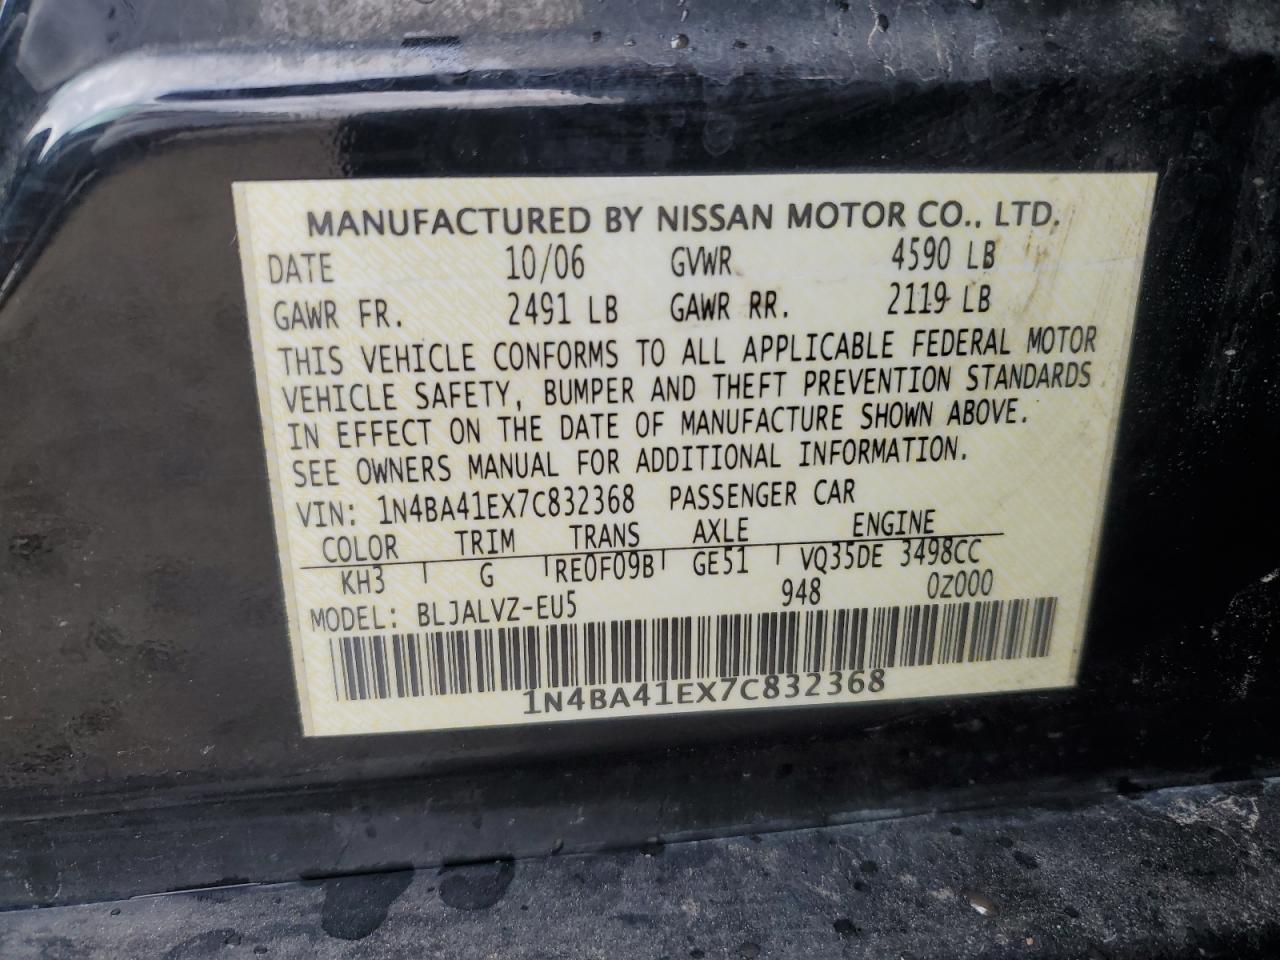 MANUFACTURED BY NISSAN MOTOR CO., LTD.
DATE 10/06 GVWR 4590 LB
GAWR FR. 2491 LB GAWR RR. 2119 LB
THIS VEHICLE CONFORMS TO ALL APPLICABLE FEDERAL MOTOR
VEHICLE SAFETY, BUMPER AND THEFT PREVENTION STANDARDS
IN EFFECT ON THE DATE OF MANUFACTURE SHOWN ABOVE.
SEE OWNERS MANUAL FOR ADDITIONAL INFORMATION.
VIN: 1N4BA41EX7C832368 PASSENGER CAR
COLOR TRIM TRANS AXLE ENGINE
KH3 G RE0F09B GE51 VQ35DE 3498CC
MODEL: BLJALVZ-EU5 948 0Z000
1N4BA41EX7C832368